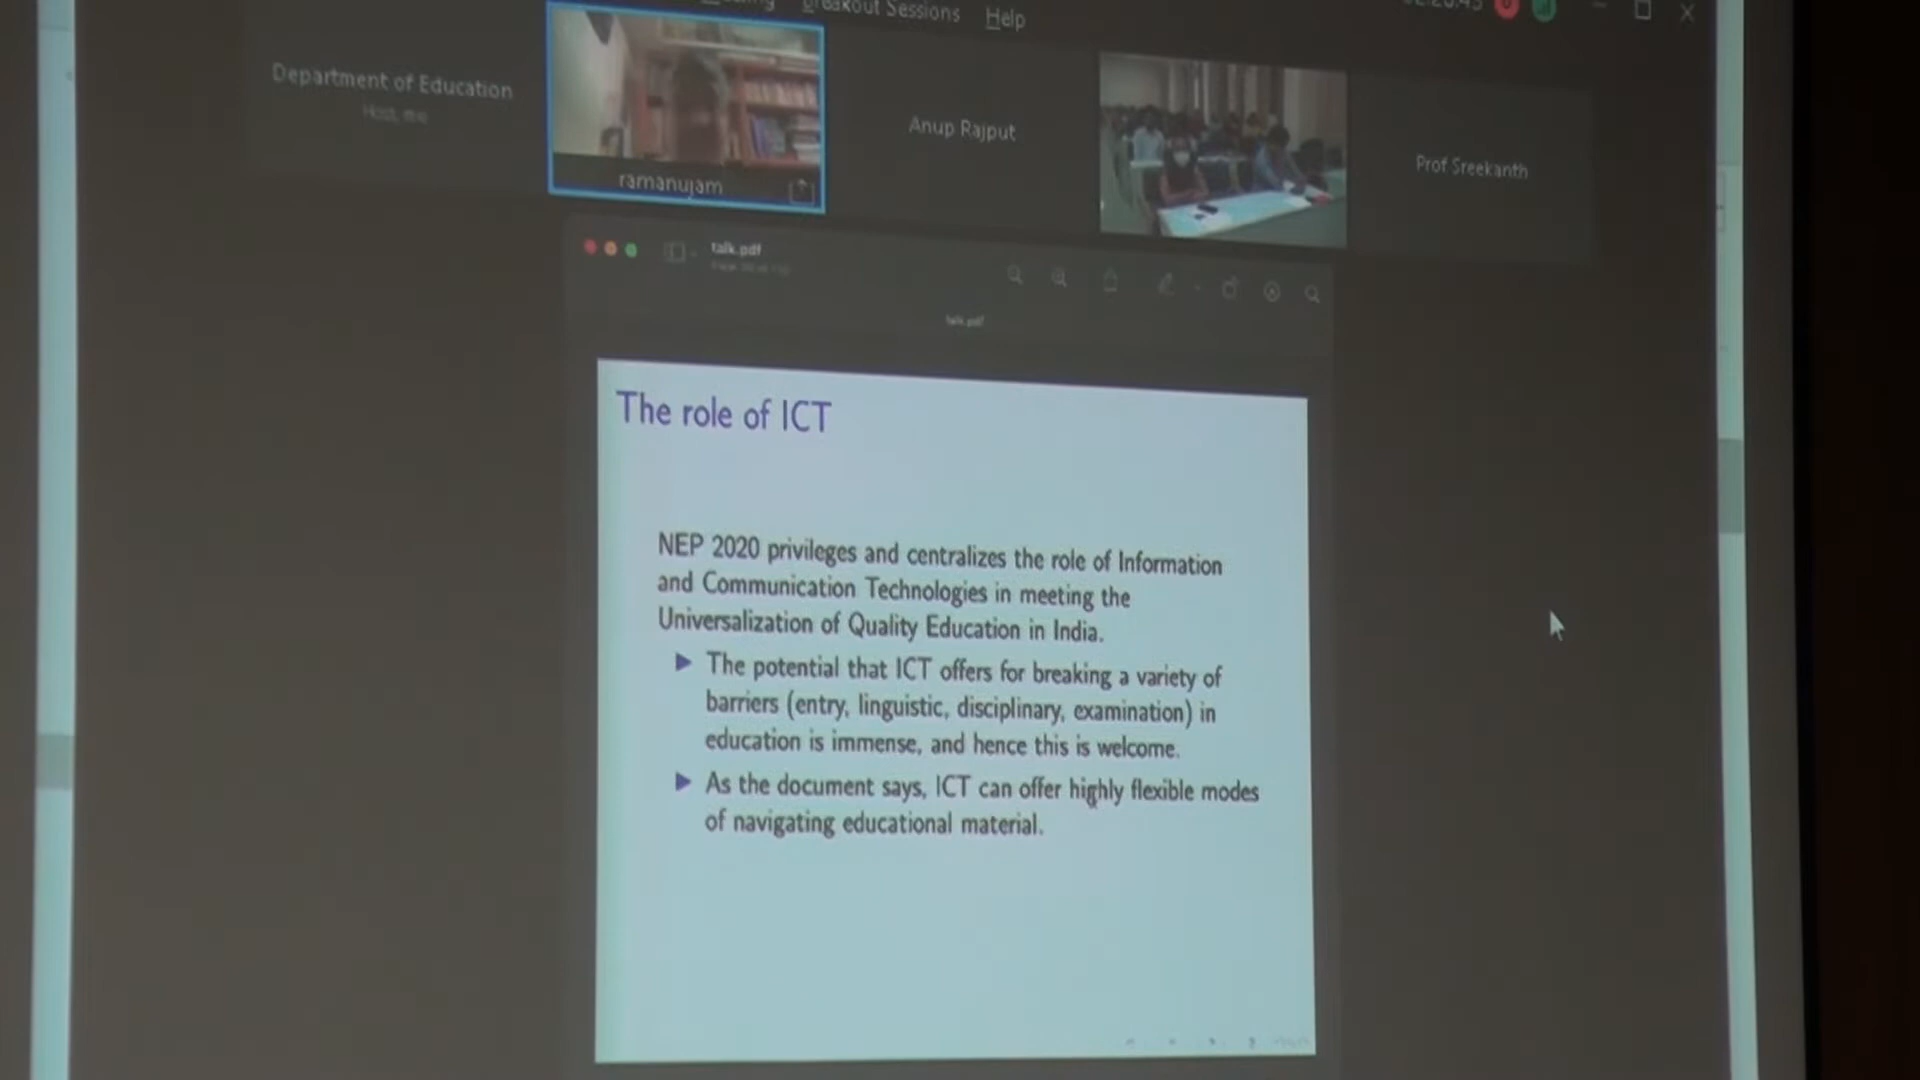 Breakout Sessions
Help
Department of Education
ramanujam
Anup Rajput
Prof Sreekanth
talk.pdf
talk.pdf
The role of ICT
NEP 2020 privileges and centralizes the role of Information
and Communication Technologies in meeting the
Universalization of Quality Education in India.
The potential that ICT offers for breaking a variety of
barriers (entry, linguistic, disciplinary, examination) in
education is immense, and hence this is welcome.
As the document says, ICT can offer highly flexible modes
of navigating educational material.